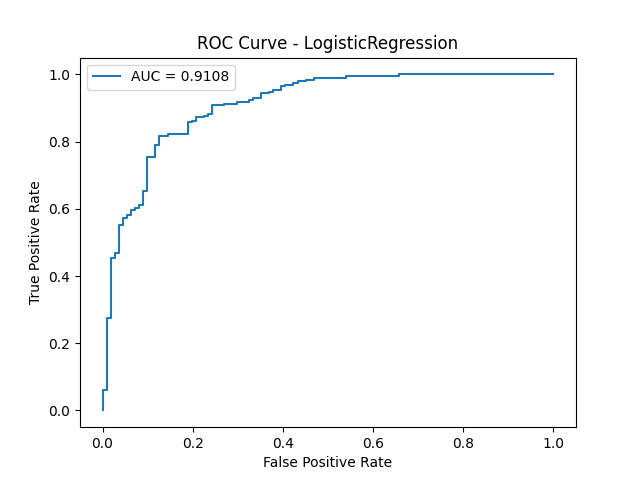 ROC Curve - LogisticRegression
AUC = 0.9108
True Positive Rate
1.0
0.8
0.6
0.4
0.2
0.0
0.0 0.2 0.4 0.6 0.8 1.0
False Positive Rate